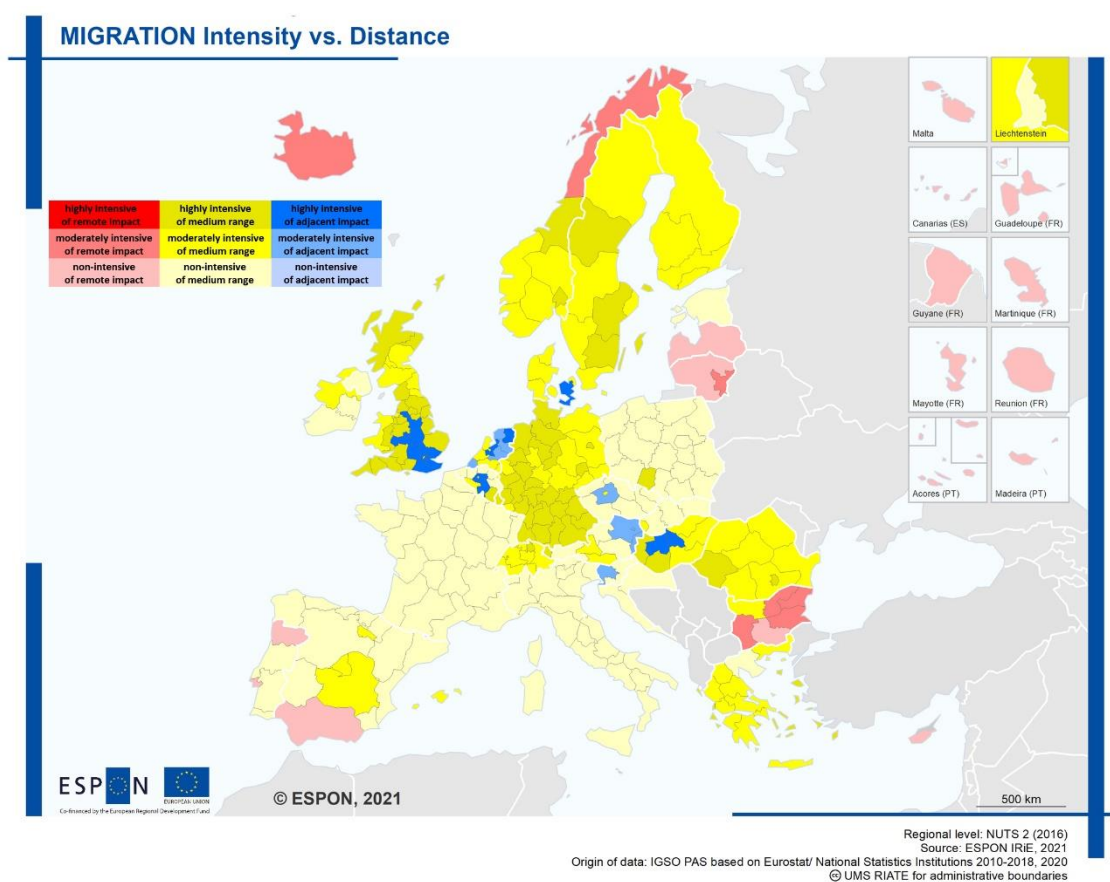 MIGRATION Intensity vs. Distance
Malta
Liechtenstein
Canarias (ES)
Guadeloupe (FR)
highly intensive
of remote impact
highly intensive
of medium range
highly intensive
of adjacent impact
moderately intensive
of remote impact
moderately intensive
of medium range
moderately intensive
of adjacent impact
non-intensive
of remote impact
non-intensive
of medium range
non-intensive
of adjacent impact
Guyane (FR)
Martinique (FR)
Mayotte (FR)
Reunion (FR)
Acores (PT)
Madeira (PT)
ESPON
EUROPEAN UNION
Co-financed by the European Regional Development Fund
© ESPON, 2021
500 km
Regional level: NUTS 2 (2016)
Source: ESPON IRiE, 2021
Origin of data: IGSO PAS based on Eurostat/ National Statistics Institutions 2010-2018, 2020
cc UMS RIATE for administrative boundaries